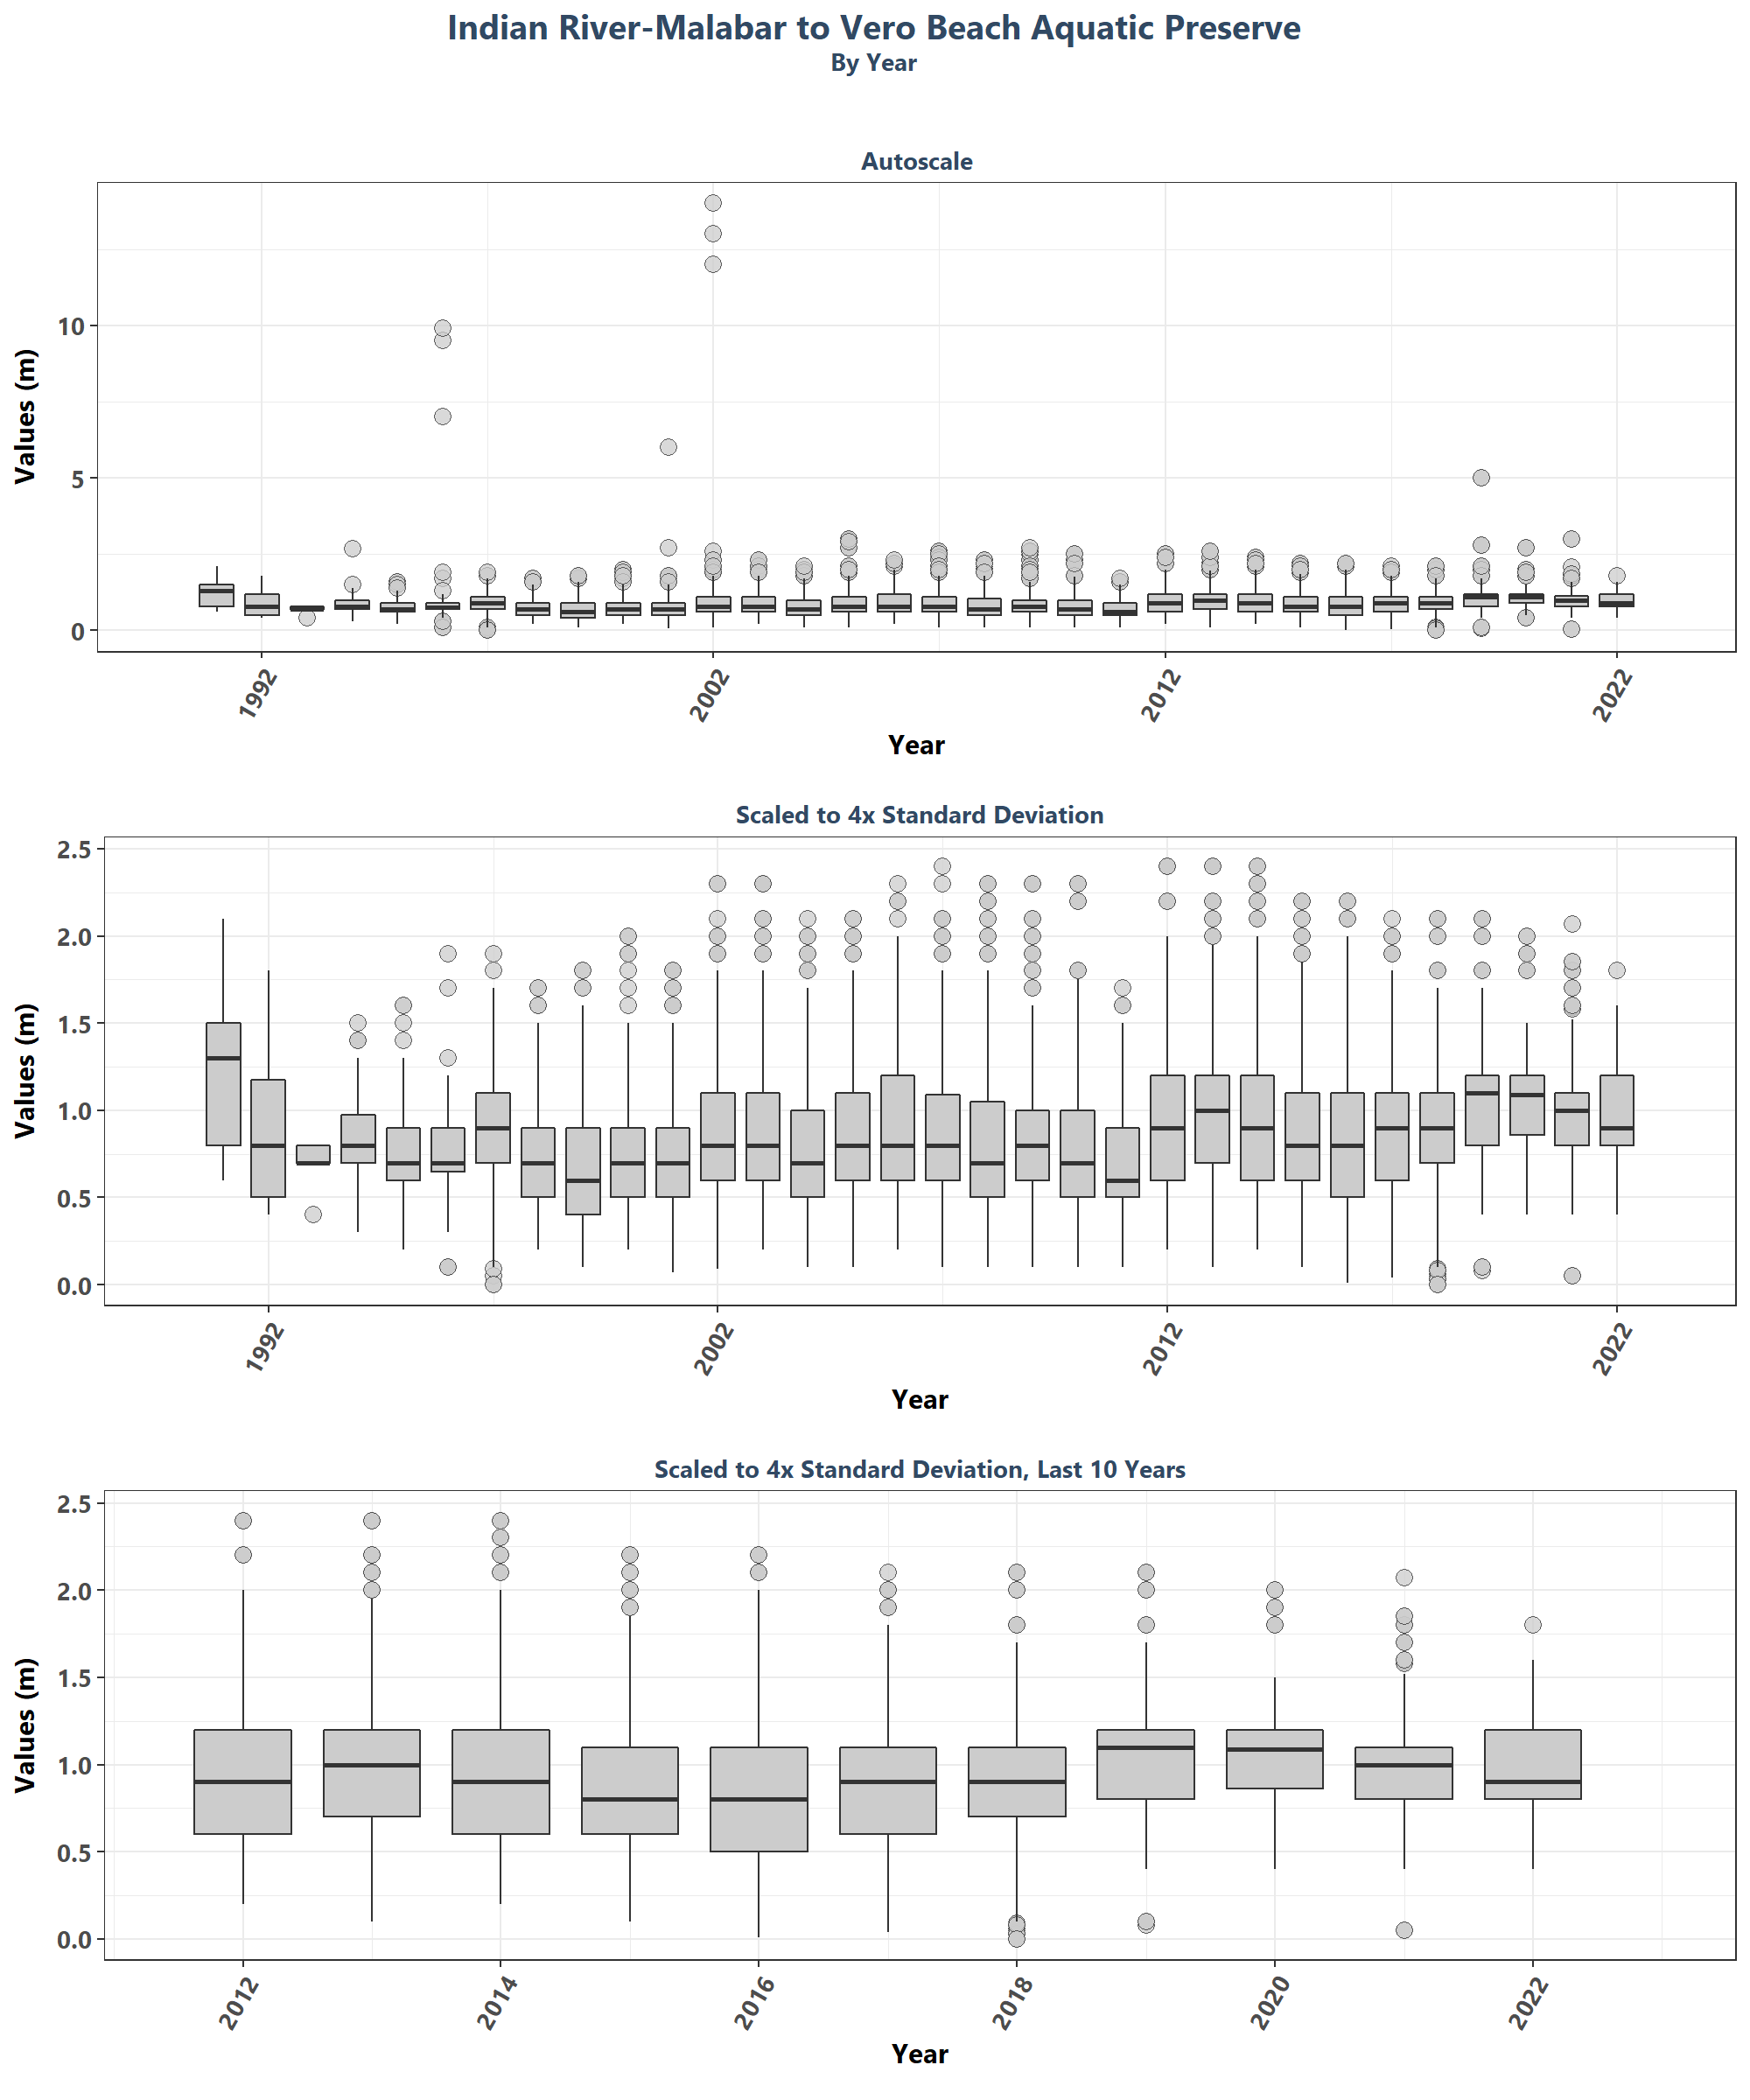 Indian River-Malabar to Vero Beach Aquatic Preserve
By Year
Autoscale
Values (m)
10
5
0
1992
2002
2012
2022
Year
Scaled to 4x Standard Deviation
Values (m)
2.5
2.0
1.5
1.0
0.5
0.0
1992
2002
2012
2022
Year
Scaled to 4x Standard Deviation, Last 10 Years
Values (m)
2.5
2.0
1.5
1.0
0.5
0.0
2012
2014
2016
2018
2020
2022
Year